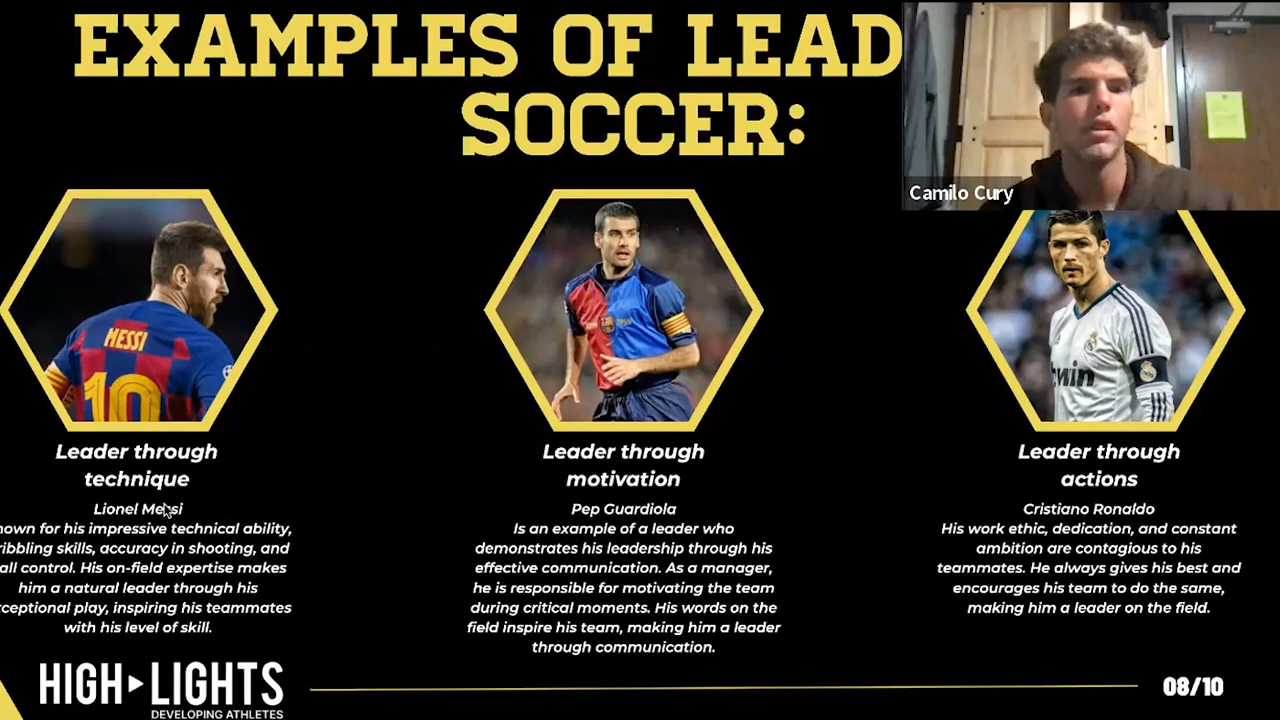 EXAMPLES OF LEAD
SOCCER:
Camilo Cury
MESSI
10
Leader through
technique
Lionel Messi
nown for his impressive technical ability,
ribbling skills, accuracy in shooting, and
all control. His on-field expertise makes
him a natural leader through his
ceptional play, inspiring his teammates
with his level of skill.
Leader through
motivation
Pep Guardiola
Is an example of a leader who
demonstrates his leadership through his
effective communication. As a manager,
he is responsible for motivating the team
during critical moments. His words on the
field inspire his team, making him a leader
through communication.
win
Leader through
actions
Cristiano Ronaldo
His work ethic, dedication, and constant
ambition are contagious to his
teammates. He always gives his best and
encourages his team to do the same,
making him a leader on the field.
HIGH LIGHTS
DEVELOPING ATHLETES
08/10